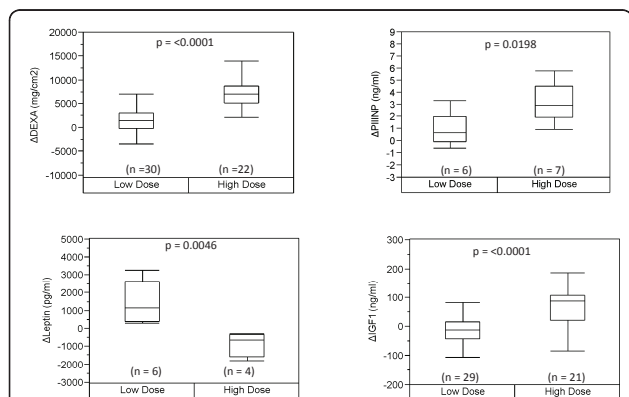 ΔDEXA (mg/cm2)
20000
15000
10000
5000
0
-5000
-10000
p = <0.0001
(n =30) (n =22)
Low Dose High Dose
ΔPIIINP (ng/ml)
9
8
7
6
5
4
3
2
1
0
-1
-2
-3
p = 0.0198
(n = 6) (n = 7)
Low Dose High Dose
ΔLeptin (pg/ml)
5000
4000
3000
2000
1000
0
-1000
-2000
-3000
p = 0.0046
(n = 6) (n = 4)
Low Dose High Dose
ΔIGF1 (ng/ml)
300
200
100
0
-100
-200
p = <0.0001
(n = 29) (n = 21)
Low Dose High Dose